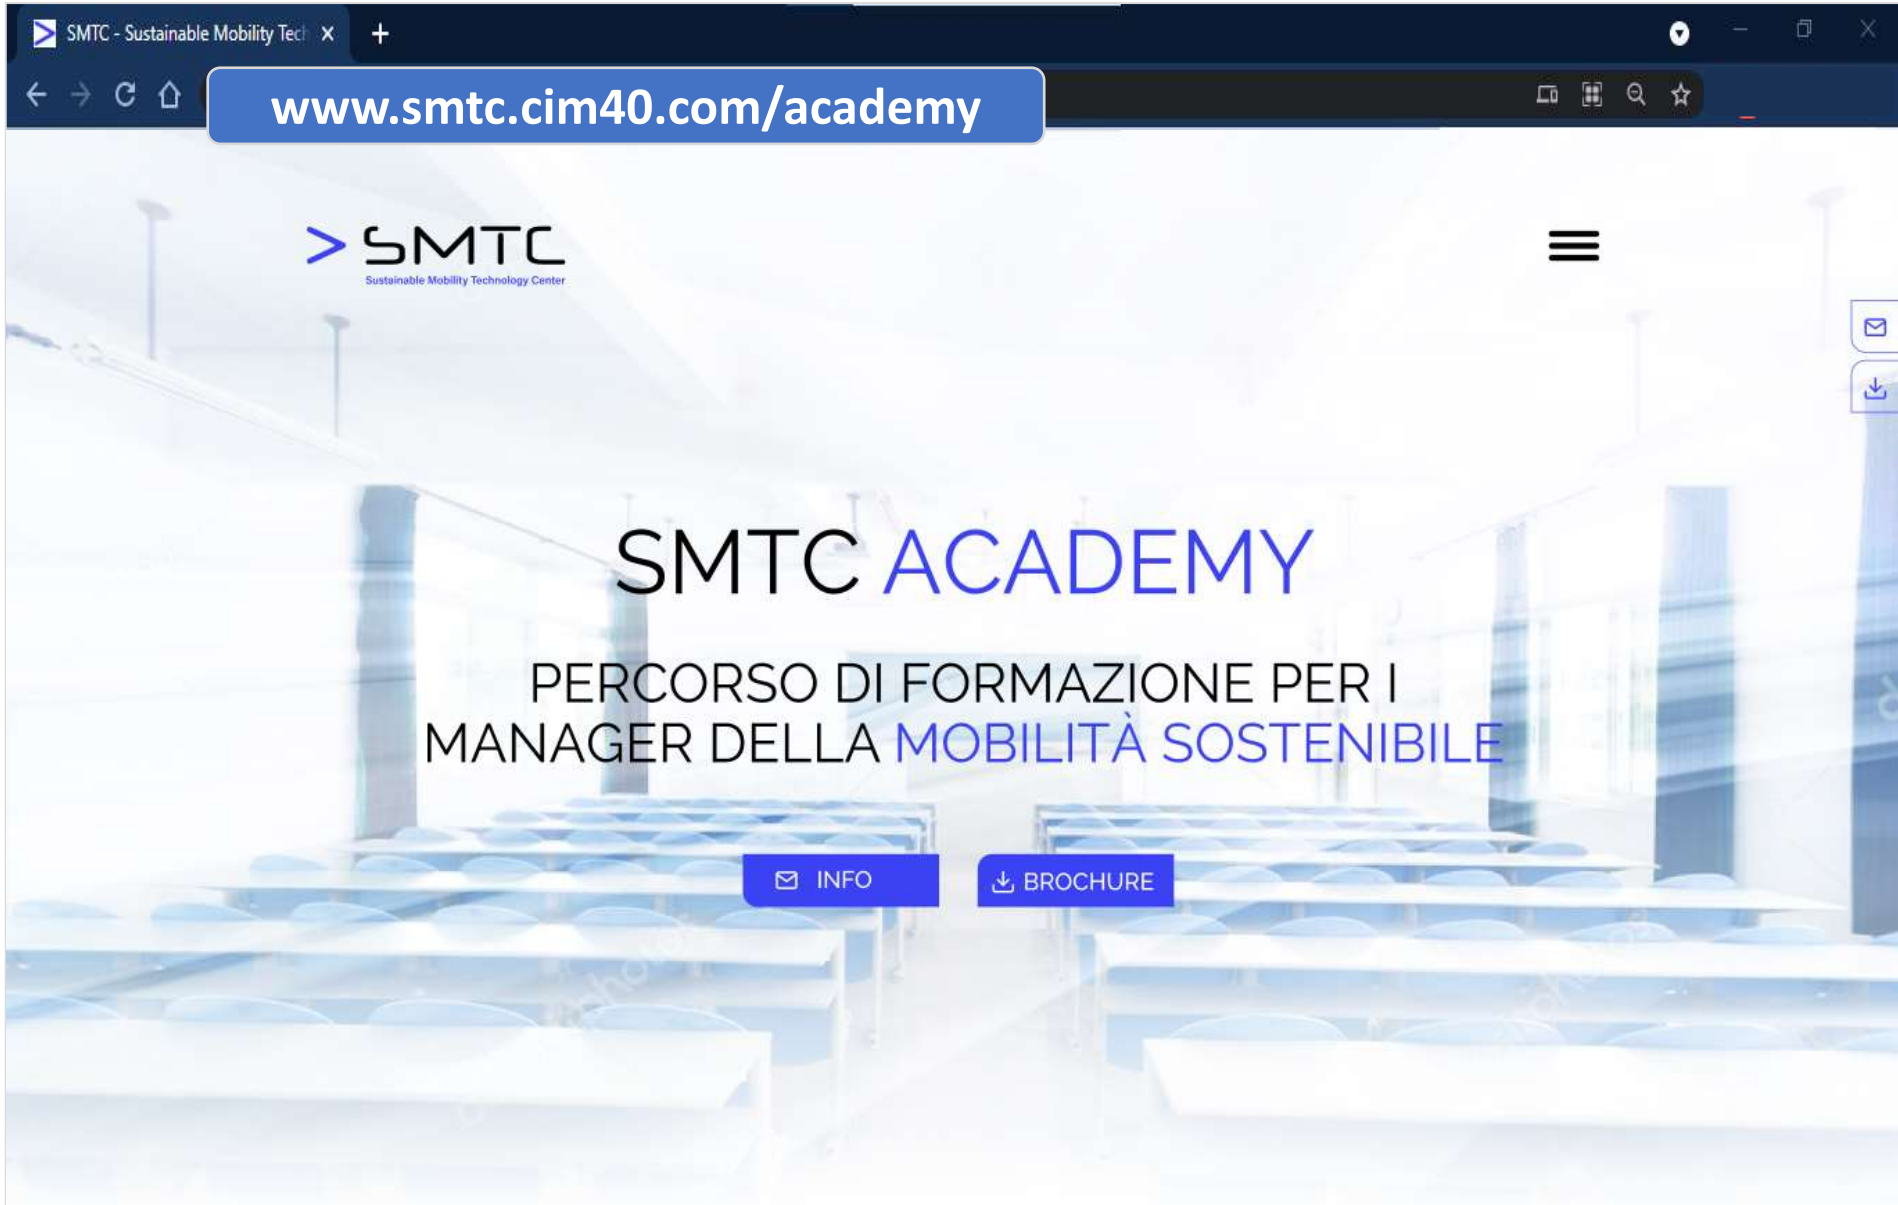 SMTC - Sustainable Mobility Tech
www.smtc.cim40.com/academy
SMTC
Sustainable Mobility Technology Center
SMTC ACADEMY
PERCORSO DI FORMAZIONE PER I
MANAGER DELLA MOBILITÀ SOSTENIBILE
INFO
BROCHURE